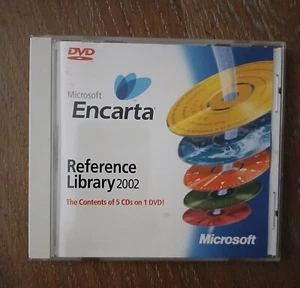 DVD
Microsoft
Encarta
Reference
Library 2002
The Contents of 5 CDs on 1 DVD!
Microsoft